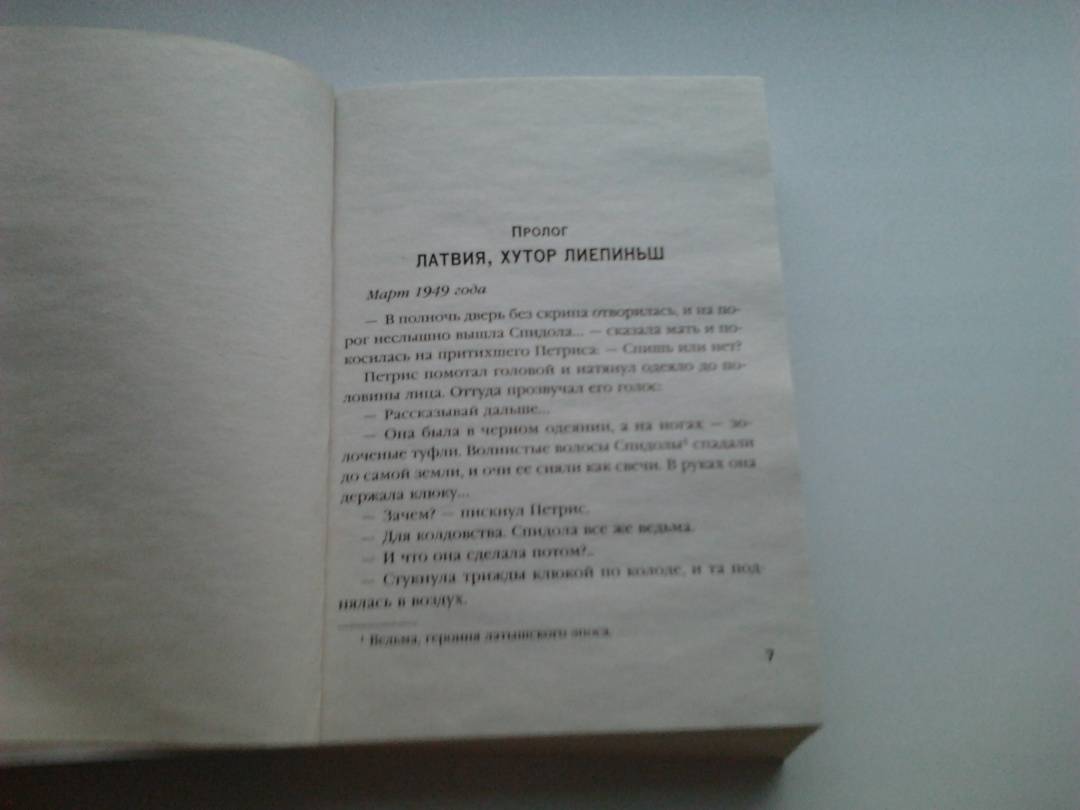 Пролог
ЛАТВИЯ, ХУТОР ЛИЕПИНЬШ
Март 1949 года
— В полночь дверь без скрипа отворилась, и на по-
рог неслышно вышла Спидола... — сказала мать и по-
косилась на притихшего Петриса: — Спишь или нет?
Петрис помотал головой и натянул одеяло до по-
ловины лица. Оттуда прозвучал его голос:
— Рассказывай дальше...
— Она была в черном одеянии, а на ногах — зо-
лоченые туфли. Волнистые волосы Спидолы¹ спадали
до самой земли, и очи ее сияли как свечи. В руках она
держала клюку...
— Зачем? — пискнул Петрис.
— Для колдовства. Спидола все же ведьма.
— И что она сделала потом?..
— Стукнула трижды клюкой по колоде, и та под-
нялась в воздух.
¹ Ведьма, героиня латышского эпоса.
7